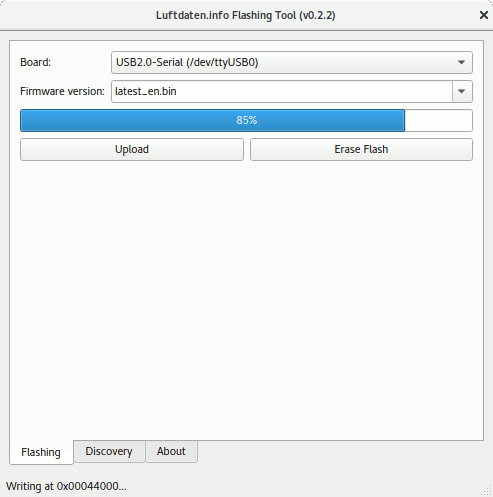 Luftdaten.info Flashing Tool (v0.2.2)
Board: USB2.0-Serial (/dev/ttyUSB0)
Firmware version: latest_en.bin
85%
Upload Erase Flash
Flashing Discovery About
Writing at 0x00044000...